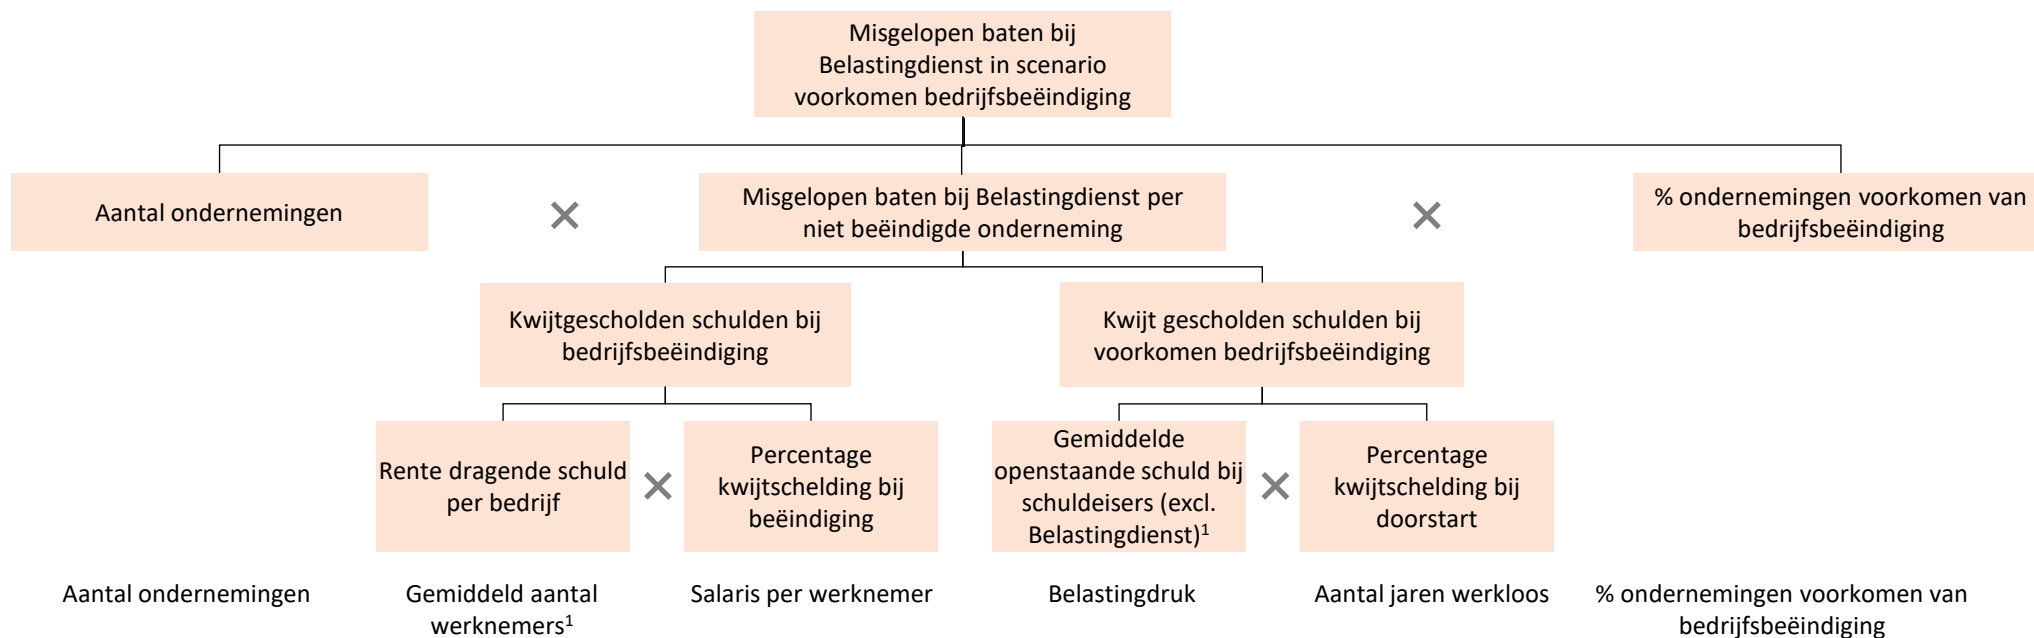 Misgelopen baten bij
Belastingdienst in scenario
voorkomen bedrijfsbeëindiging
Aantal ondernemingen
Misgelopen baten bij Belastingdienst per
niet beëindigde onderneming
% ondernemingen voorkomen van
bedrijfsbeëindiging
Kwijtgescholden schulden bij
bedrijfsbeëindiging
Kwijt gescholden schulden bij
voorkomen bedrijfsbeëindiging
Rente dragende schuld
per bedrijf
Percentage
kwijtschelding bij
beëindiging
Gemiddelde
openstaande schuld bij
schuldeisers (excl.
Belastingdienst)¹
Percentage
kwijtschelding bij
doorstart
Aantal ondernemingen
Gemiddeld aantal
werknemers¹
Salaris per werknemer
Belastingdruk
Aantal jaren werkloos
% ondernemingen voorkomen van
bedrijfsbeëindiging